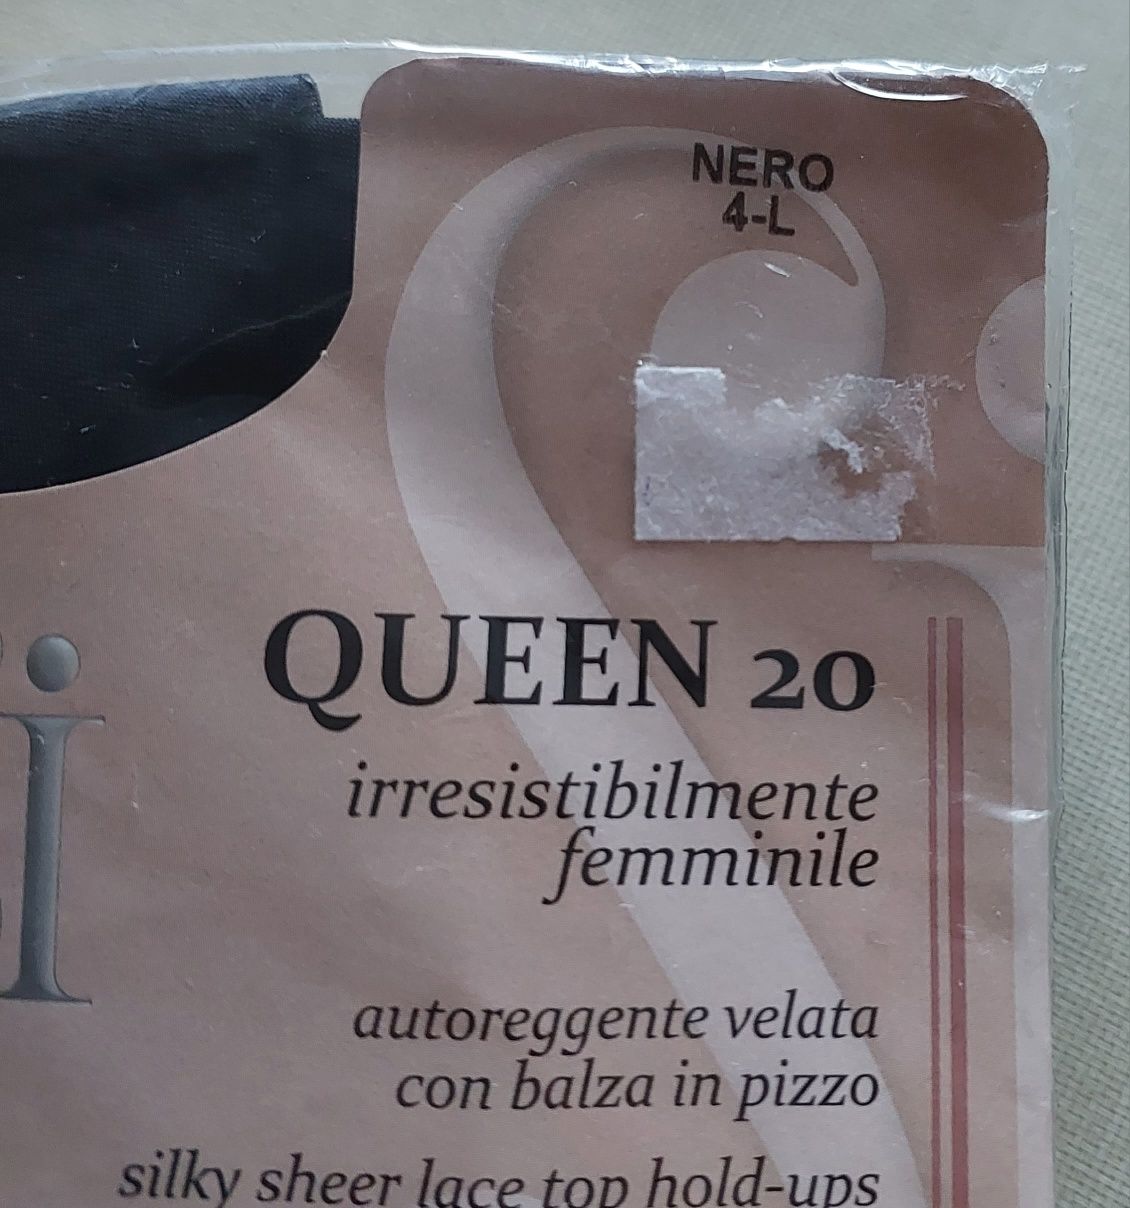 NERO
4-L
QUEEN 20
irresistibilmente
femminile
autoreggente velata
con balza in pizzo
silky sheer lace top hold-ups